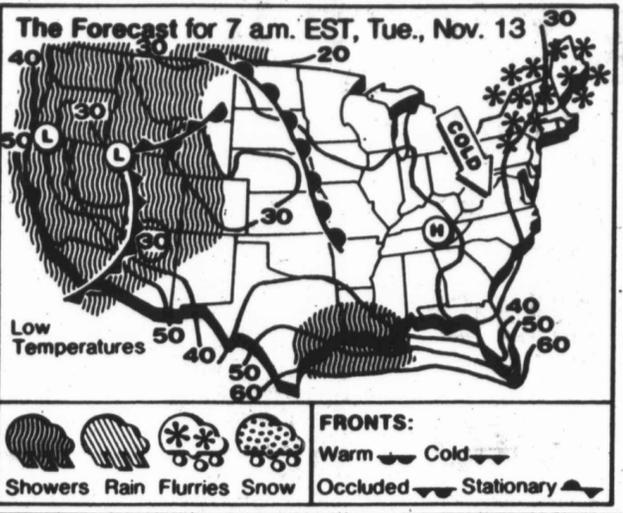 The Forecast for 7 a.m. EST, Tue., Nov. 13
30
40
30
20
30
50
L
L
COLD
30
H
30
Low
Temperatures
50
40
50
60
40
50
60
Showers Rain Flurries Snow
FRONTS:
Warm Cold
Occluded Stationary